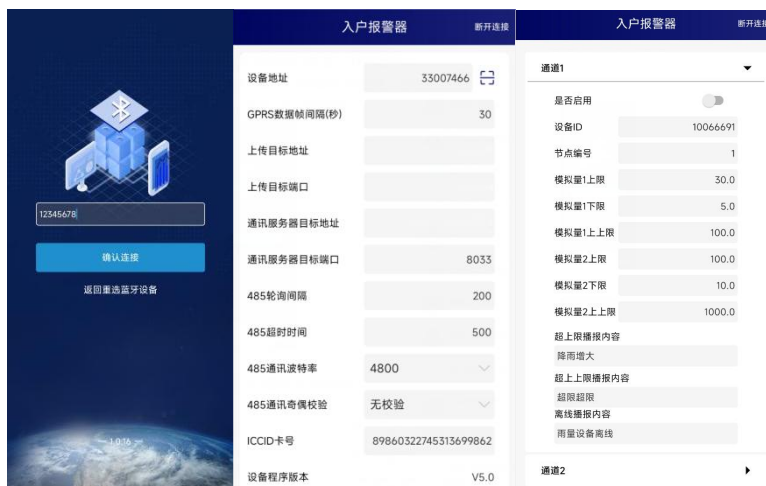 12345678
确认连接
返回重选蓝牙设备
1.0.16
入户报警器 断开连接
设备地址 33007466
GPRS数据帧间隔(秒) 30
上传目标地址
上传目标端口
通讯服务器目标地址
通讯服务器目标端口 8033
485轮询间隔 200
485超时时间 500
485通讯波特率 4800
485通讯奇偶校验 无校验
ICCID卡号 89860322745313699862
设备程序版本 V5.0
入户报警器 断开连接
通道1
是否启用
设备ID 10066691
节点编号 1
模拟量1上限 30.0
模拟量1下限 5.0
模拟量1上上限 100.0
模拟量2上限 100.0
模拟量2下限 10.0
模拟量2上上限 1000.0
超上限播报内容
降雨增大
超上上限播报内容
超限超限
离线播报内容
雨量设备离线
通道2